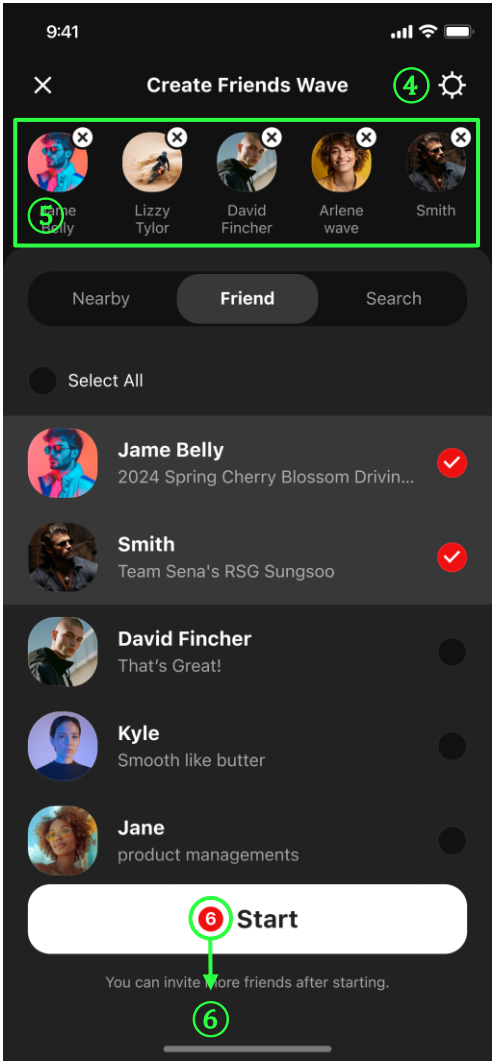 9:41
Create Friends Wave
④
Jame
Belly
⑤
Lizzy
Tylor
David
Fincher
Arlene
wave
Smith
Nearby
Friend
Search
Select All
Jame Belly
2024 Spring Cherry Blossom Drivin...
Smith
Team Sena's RSG Sungsoo
David Fincher
That's Great!
Kyle
Smooth like butter
Jane
product managements
6 Start
You can invite more friends after starting.
⑥